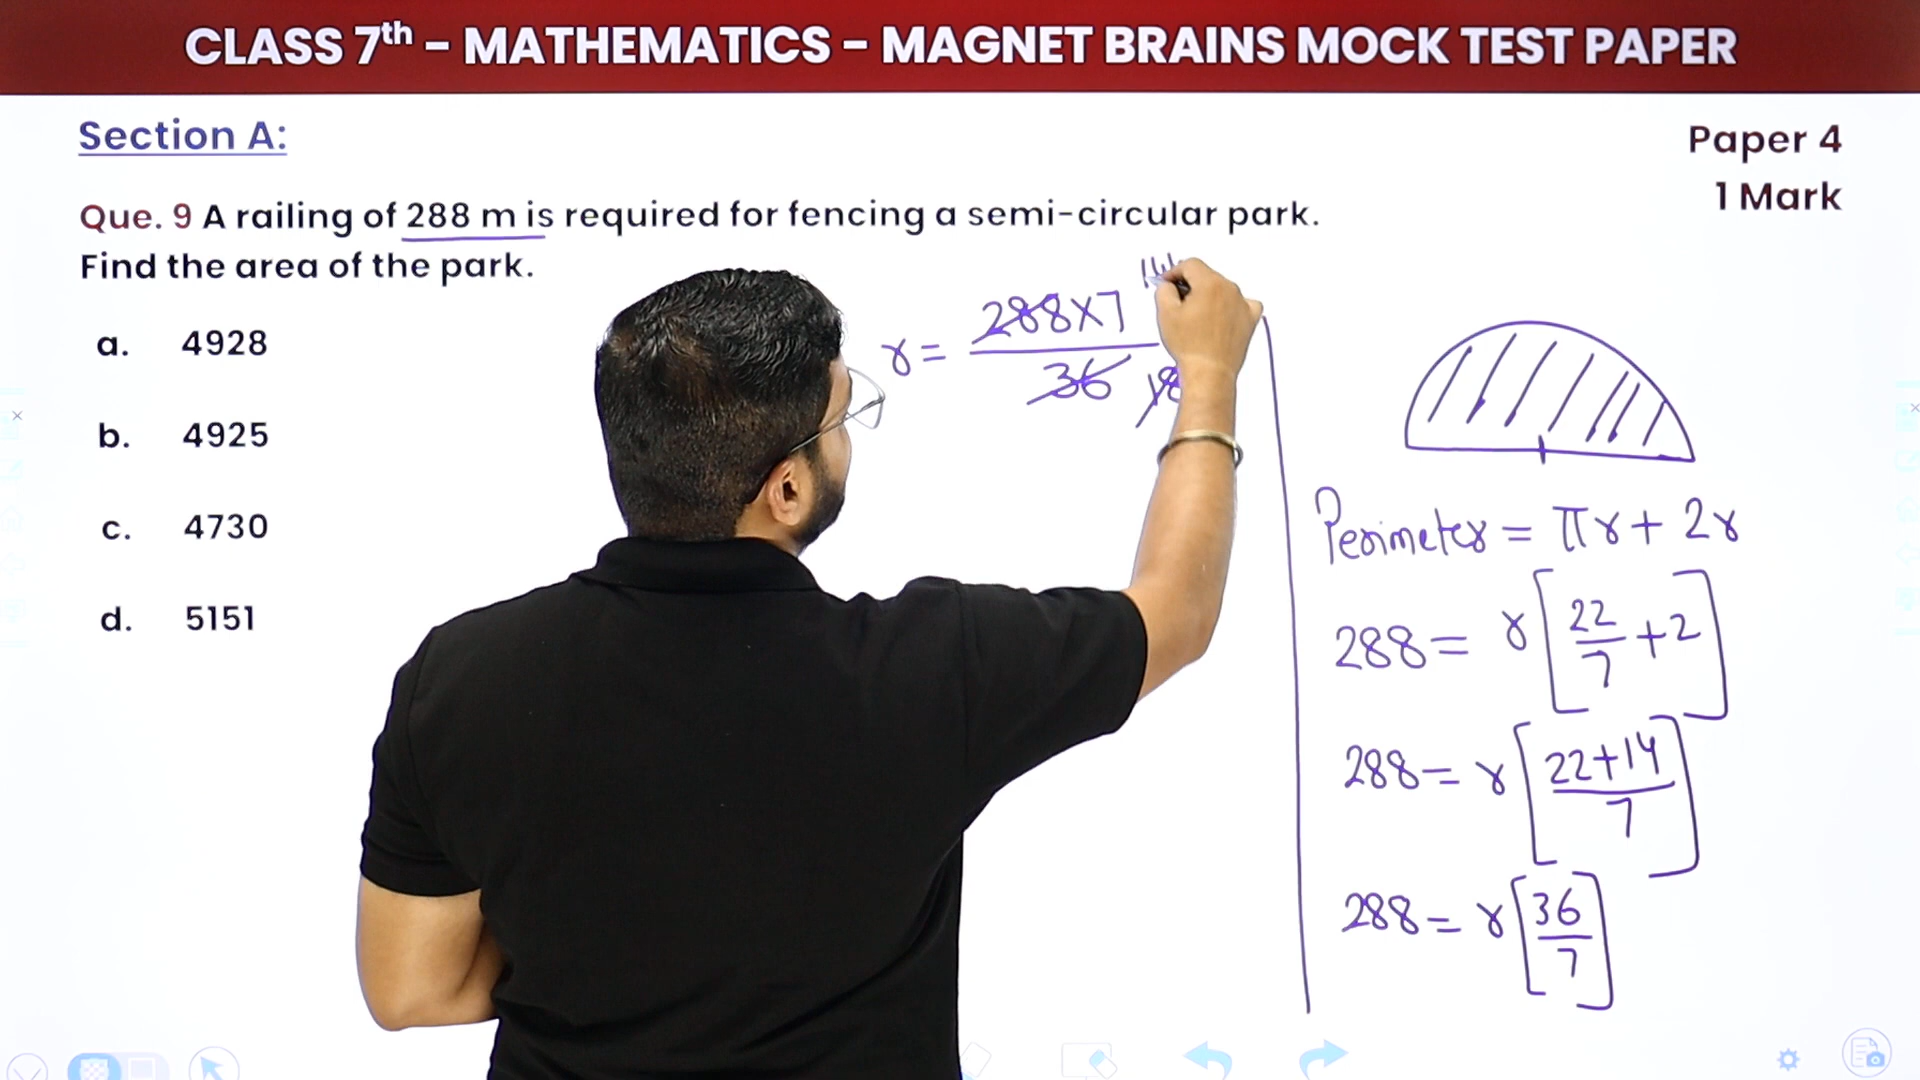 CLASS 7th – MATHEMATICS – MAGNET BRAINS MOCK TEST PAPER
Section A:
Paper 4
1 Mark
Que. 9 A railing of 288 m is required for fencing a semi-circular park.
Find the area of the park.
a. 4928
b. 4925
c. 4730
d. 5151
r = 288×7
36 18
Perimeter = πr + 2r
288 = r [22/7 + 2]
288 = r [22+14/7]
288 = r [36/7]